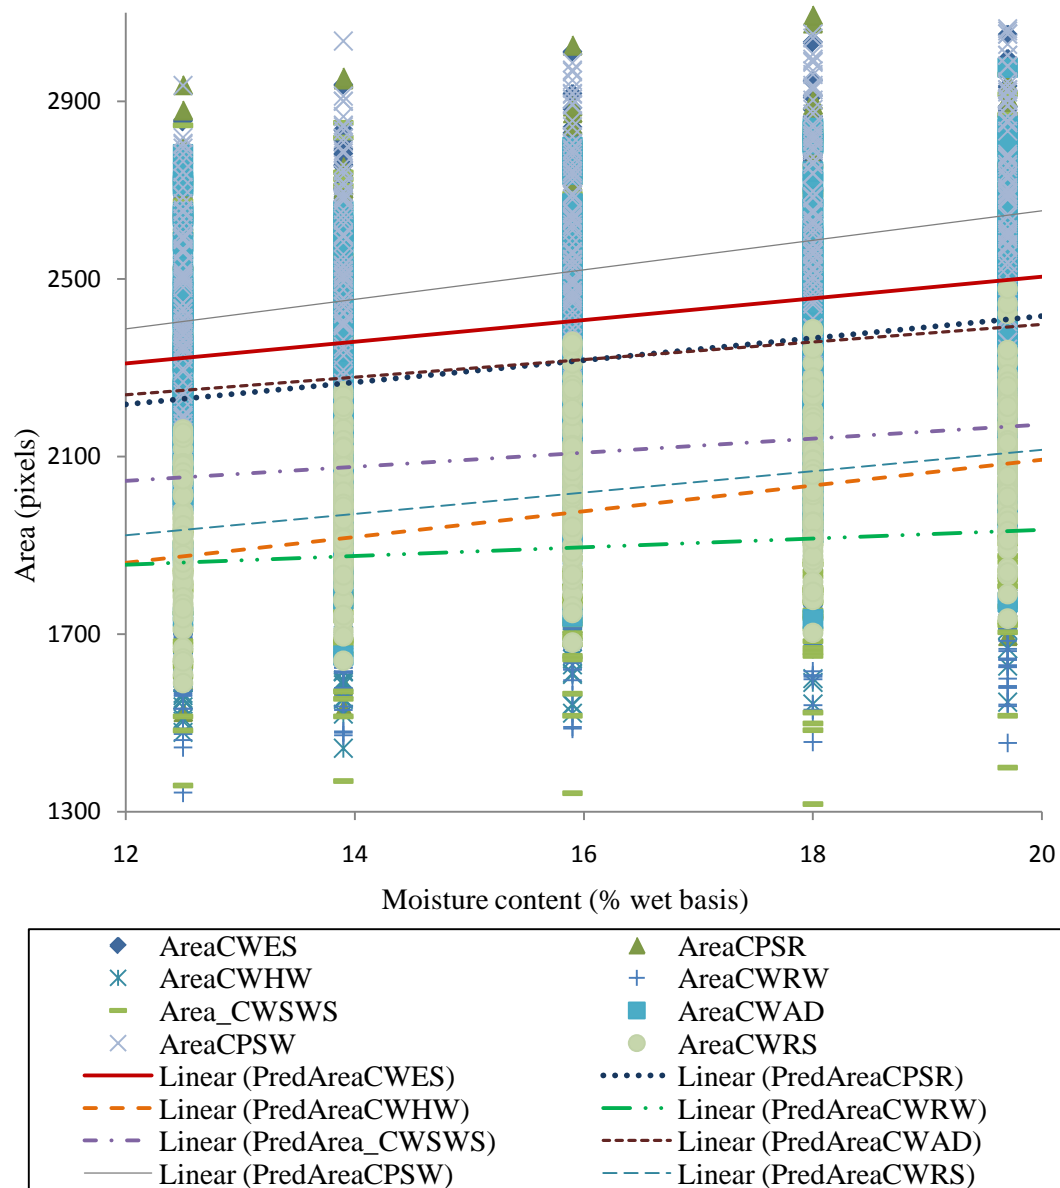 2900
2500
2100
1700
1300
Area (pixels)
12 14 16 18 20
Moisture content (% wet basis)
AreaCWES AreaCPSR
AreaCWHW AreaCWRW
Area_CWSWS AreaCWAD
AreaCPSW AreaCWRS
Linear (PredAreaCWES) Linear (PredAreaCPSR)
Linear (PredAreaCWHW) Linear (PredAreaCWRW)
Linear (PredArea_CWSWS) Linear (PredAreaCWAD)
Linear (PredAreaCPSW) Linear (PredAreaCWRS)